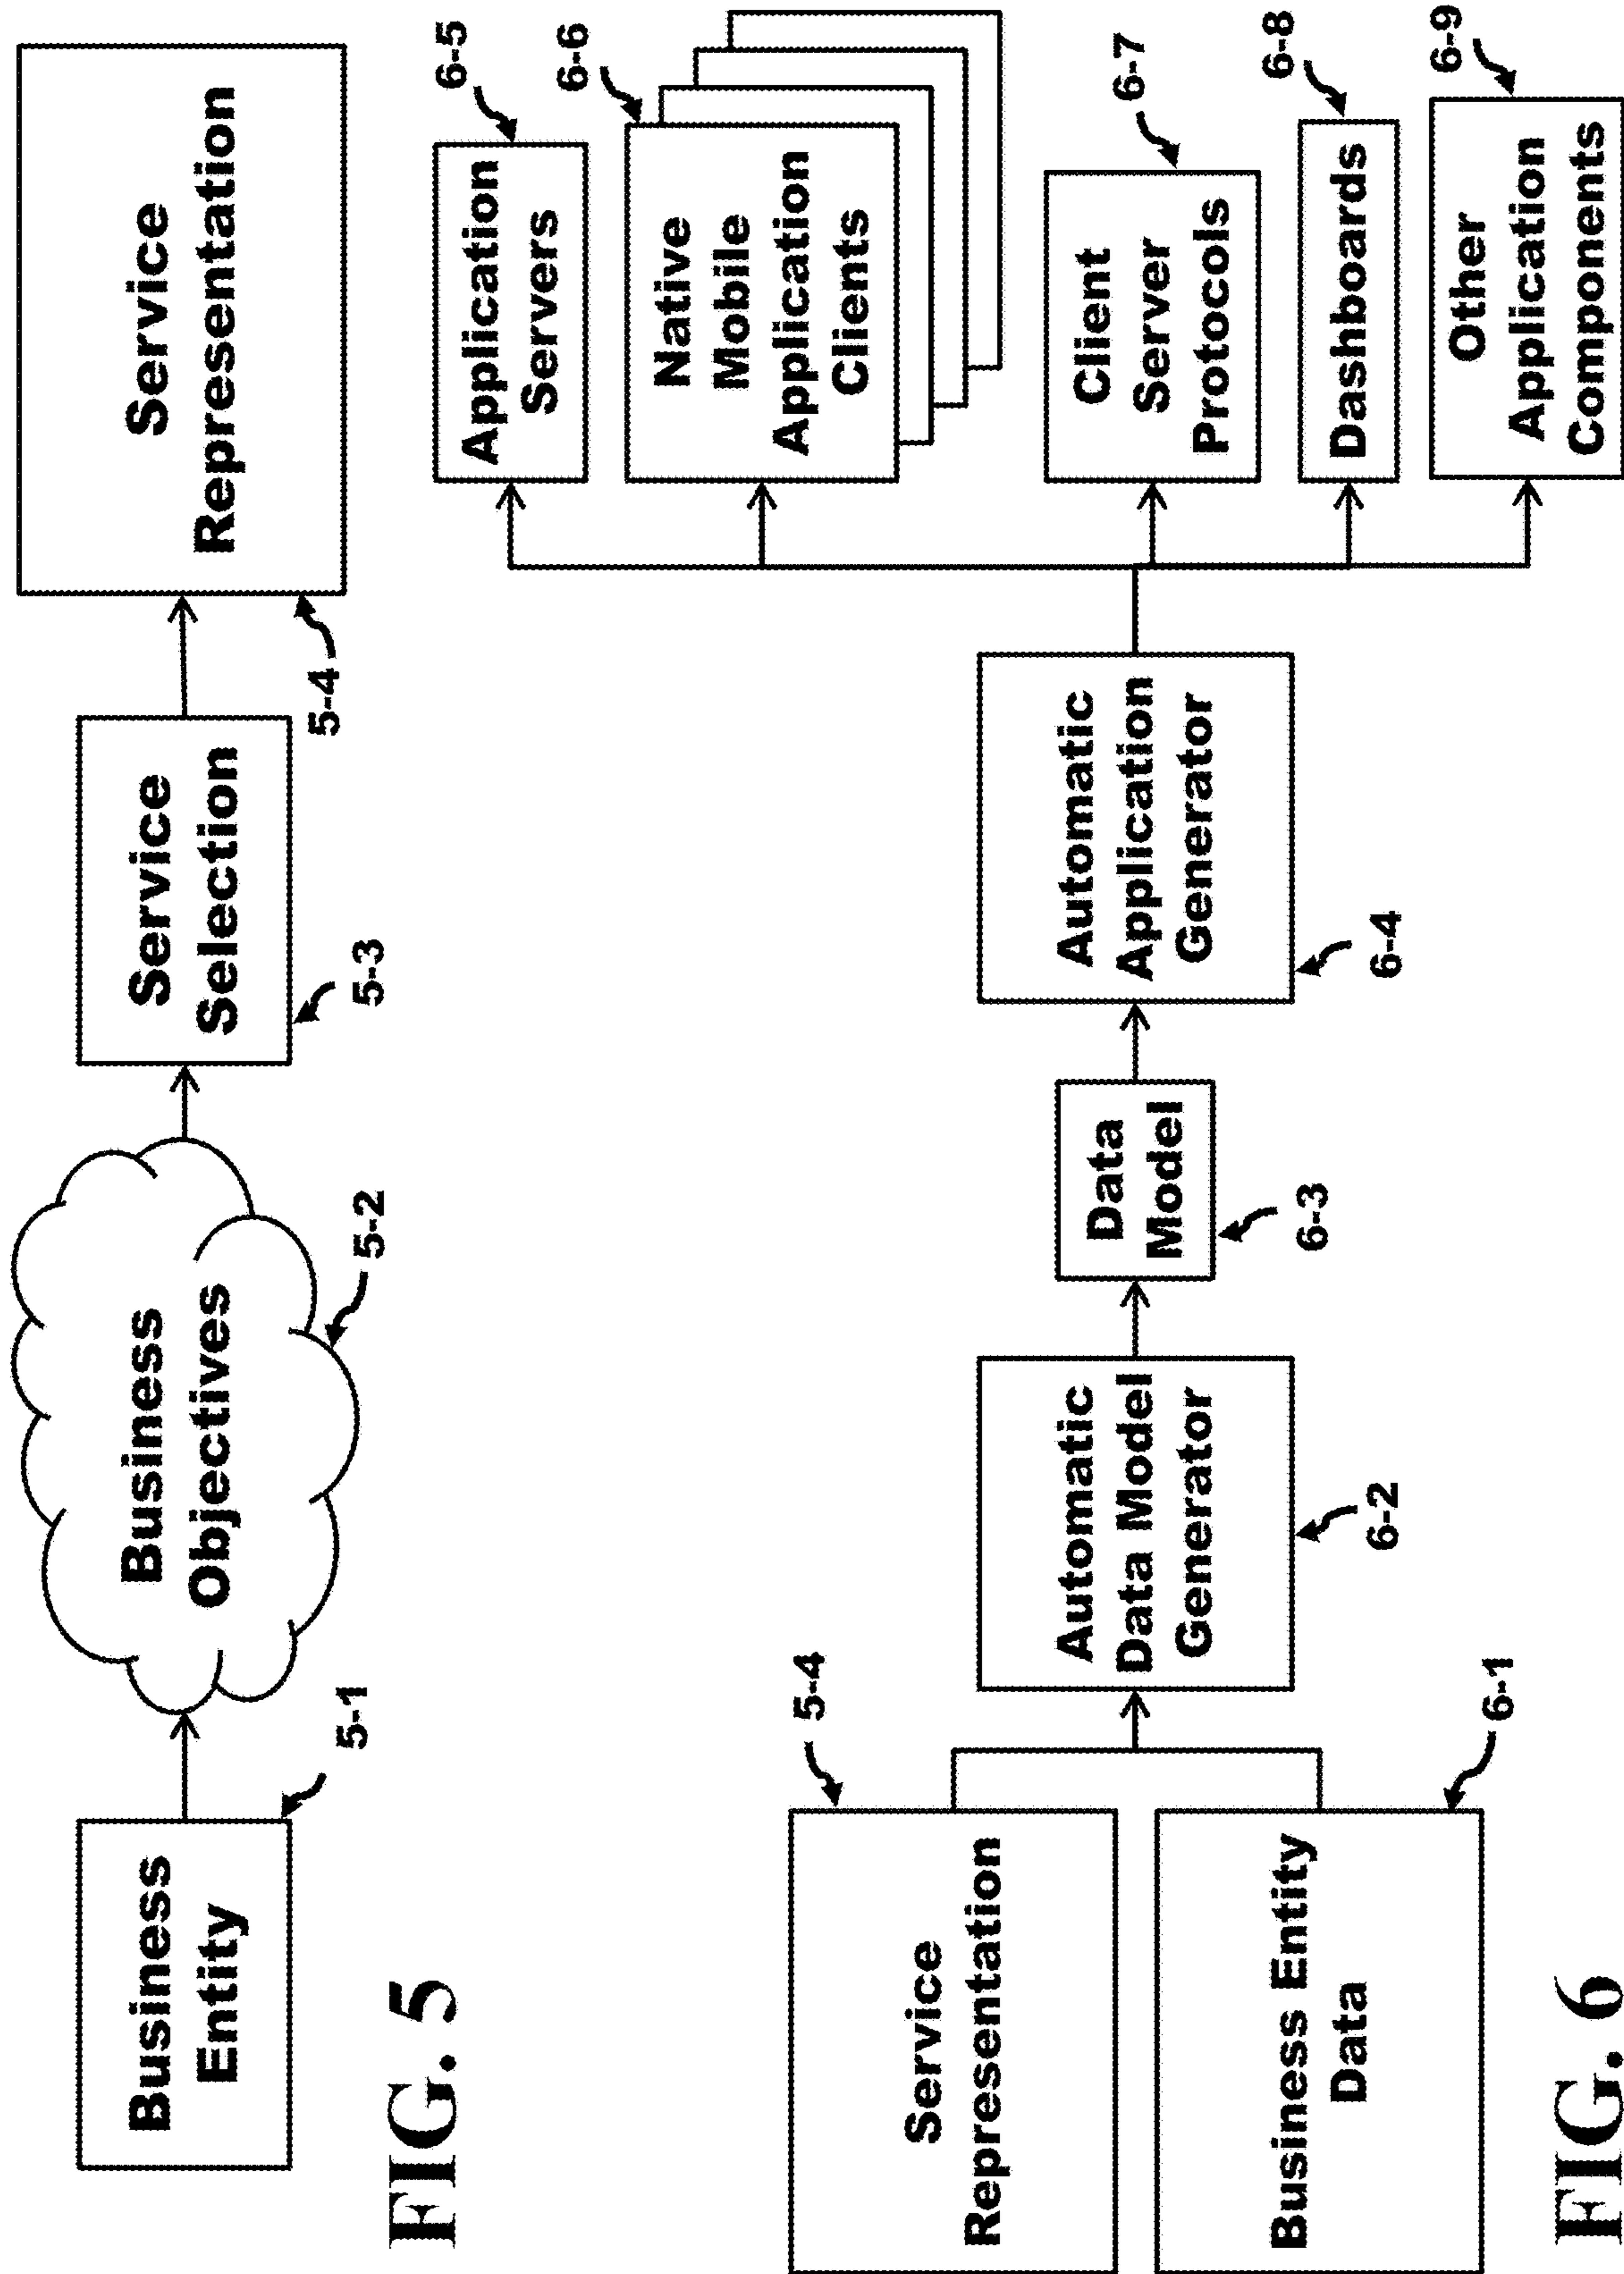 Business
Entity
5-1
Business
Objectives
5-2
Service
Selection
5-3
Service
Representation
5-4
FIG. 5
Service
Representation
5-4
Business Entity
Data
6-1
Automatic
Data Model
Generator
6-2
Data
Model
6-3
Automatic
Application
Generator
6-4
Application
Servers
6-5
Native
Mobile
Application
Clients
6-6
Client
Server
Protocols
6-7
Dashboards
6-8
Other
Application
Components
6-9
FIG. 6